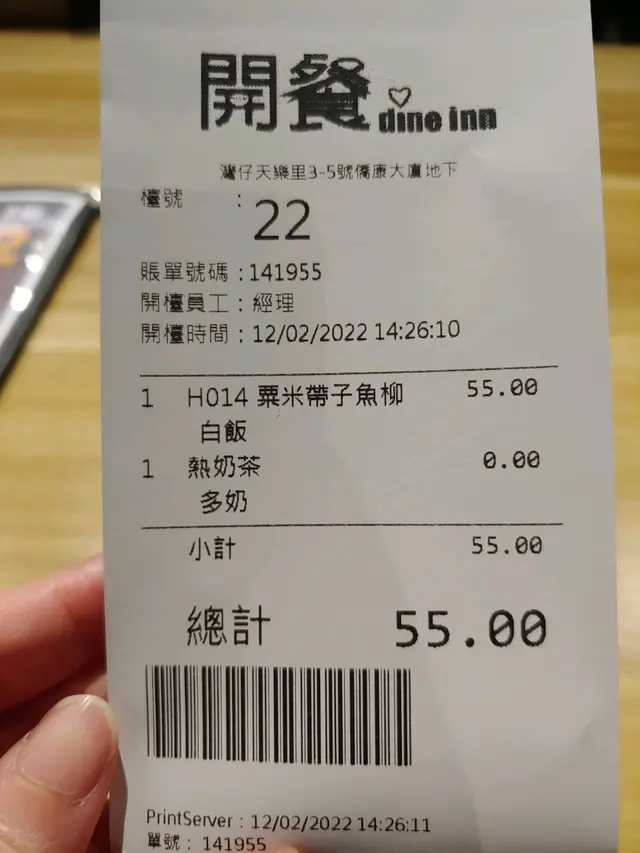 開餐 dine inn
灣仔天樂里3-5號僑康大廈地下
檯號 : 22
賬單號碼 : 141955
開檯員工 : 經理
開檯時間 : 12/02/2022 14:26:10
1 H014 粟米帶子魚柳 55.00
白飯
1 熱奶茶 0.00
多奶
小計 55.00
總計 55.00
PrintServer : 12/02/2022 14:26:11
單號 : 141955